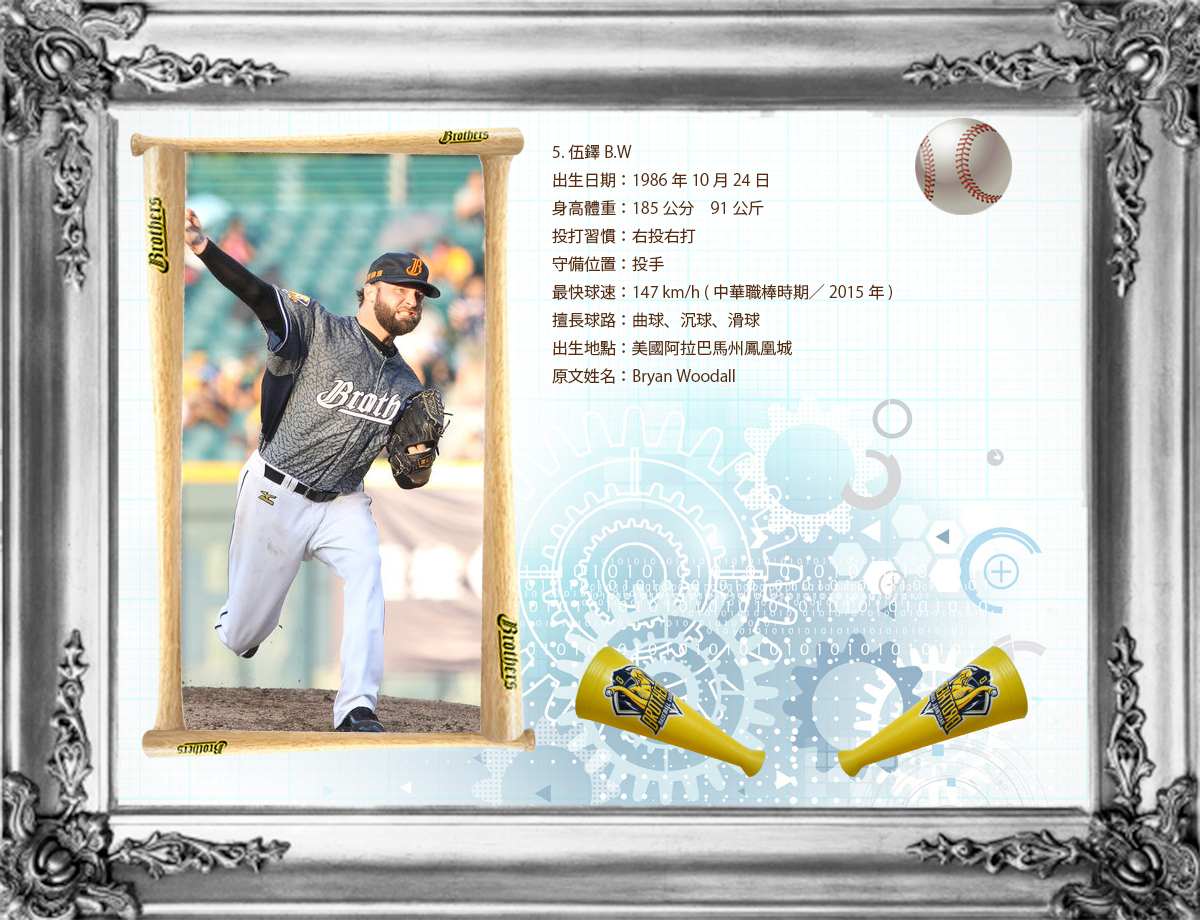 Brothers
Brothers
5. 伍鐸 B.W
出生日期：1986 年 10 月 24 日
身高體重：185 公分　91 公斤
投打習慣：右投右打
守備位置：投手
最快球速：147 km/h ( 中華職棒時期／ 2015 年 )
擅長球路：曲球、沉球、滑球
出生地點：美國阿拉巴馬州鳳凰城
原文姓名：Bryan Woodall
B
Broth
Brothers
Brothers